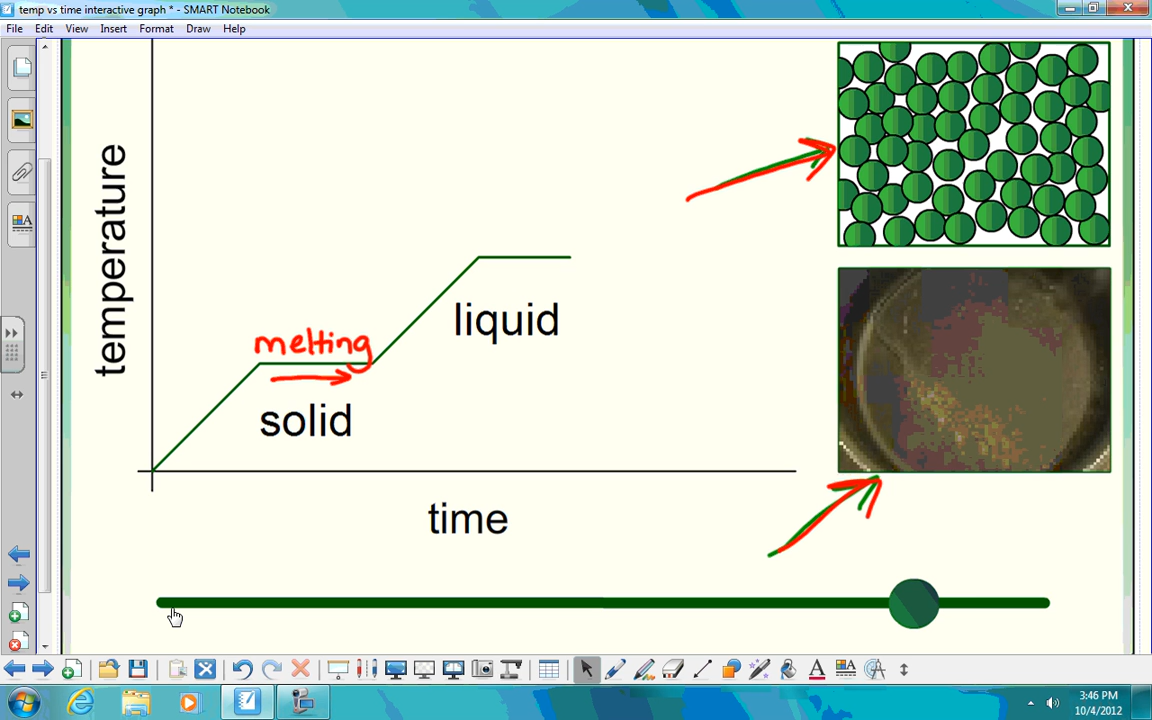 temp vs time interactive graph * - SMART Notebook
File Edit View Insert Format Draw Help
temperature
melting
liquid
solid
time
A
A
A
3:46 PM
10/4/2012